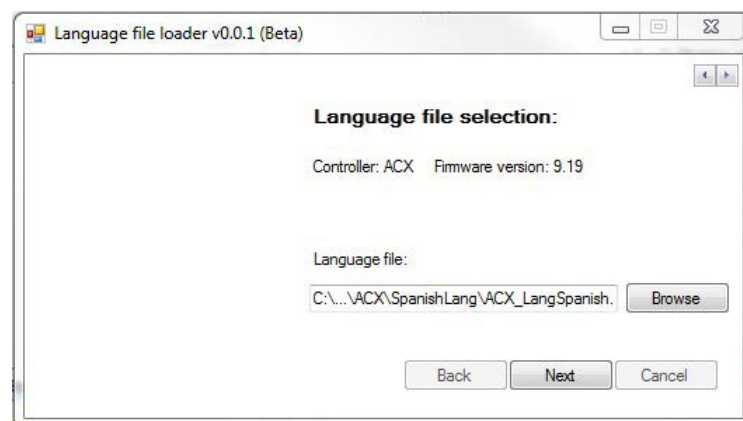 Language file loader v0.0.1 (Beta)
Language file selection:
Controller: ACX Firmware version: 9.19
Language file:
C:\...\ACX\SpanishLang\ACX_LangSpanish. Browse
Back Next Cancel